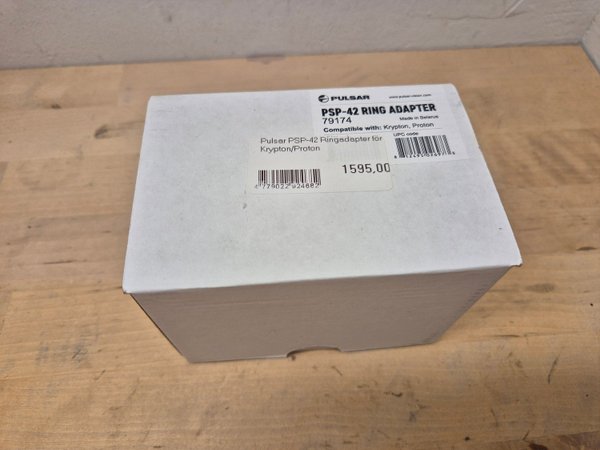 PULSAR www.pulsar-vision.com
PSP-42 RING ADAPTER
79174 Made in Belarus
Compatible with: Krypton, Proton
UPC code
Pulsar PSP-42 Ringadapter för
Krypton/Proton
1595,00